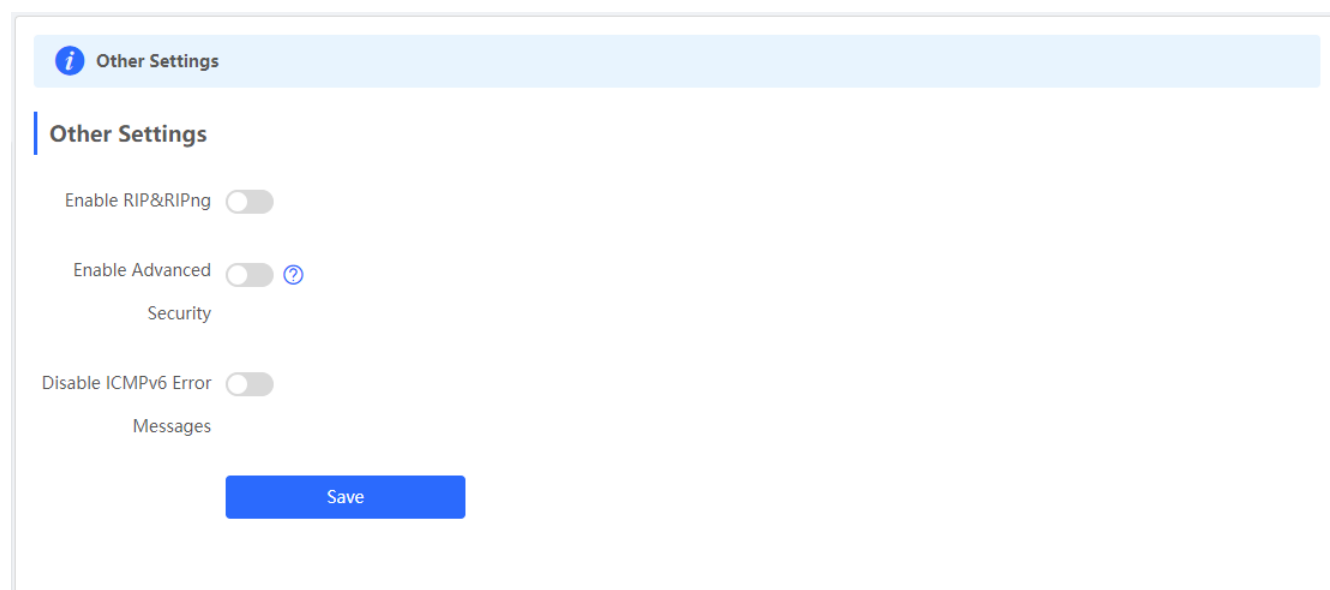 Other Settings
Other Settings
Enable RIP&RIPng
Enable Advanced
Security
Disable ICMPv6 Error
Messages
Save